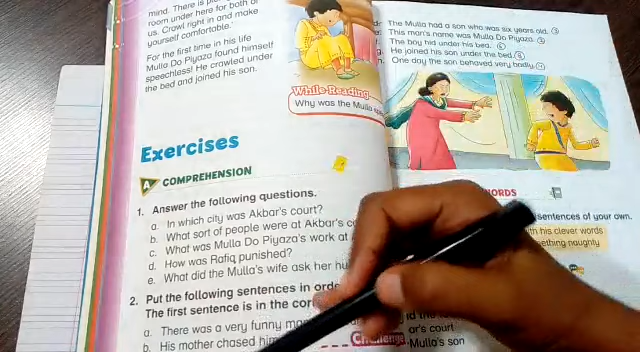 mind. There is
room under here for both of
us. Crawl right in and make
yourself comfortable.'
For the first time in his life
Mulla Do Piyaza found himself
speechless! He crawled under
the bed and joined his son.
While Reading
Why was the Mulla
Exercises
A COMPREHENSION
1. Answer the following questions.
a. In which city was Akbar's court?
b. What sort of people were at Akbar's
c. What was Mulla Do Piyaza's work at
d. How was Rafiq punished?
e. What did the Mulla's wife ask her
2. Put the following sentences in
The first sentence is in the
a. There was a very funny
b. His mother chased
The Mulla had a son who was six years old. 3
This man's name was Mulla Do Piyaza. 2
The boy hid under his bed.
He joined his son under the bed.
One day the son behaved very badly.
WORDS
sentences of your own.
with his clever words
something naughty
Challenge
ar's court
Mulla's son